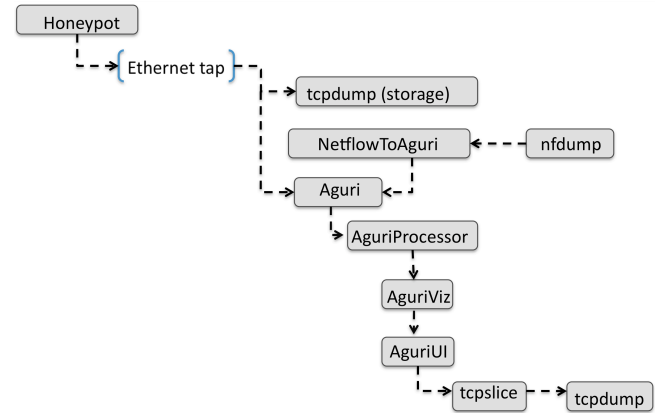 Honeypot
Ethernet tap
tcpdump (storage)
NetflowToAguri
nfdump
Aguri
AguriProcessor
AguriViz
AguriUI
tcpslice
tcpdump